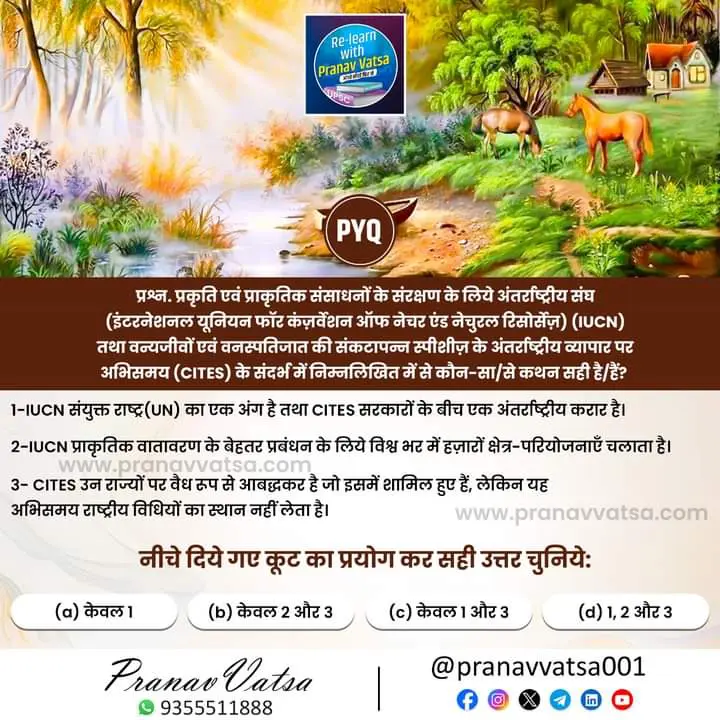 Re-learn
with
Pranav Vatsa
UPSC
PYQ
प्रश्न. प्रकृति एवं प्राकृतिक संसाधनों के संरक्षण के लिये अंतर्राष्ट्रीय संघ
(इंटरनेशनल यूनियन फॉर कंज़र्वेशन ऑफ नेचर एंड नेचुरल रिसोर्सेज़) (IUCN)
तथा वन्यजीवों एवं वनस्पतिजात की संकटापन्न स्पीशीज़ के अंतर्राष्ट्रीय व्यापार पर
अभिसमय (CITES) के संदर्भ में निम्नलिखित में से कौन-सा/से कथन सही है/हैं?
1-IUCN संयुक्त राष्ट्र(UN) का एक अंग है तथा CITES सरकारों के बीच एक अंतर्राष्ट्रीय करार है।
2-IUCN प्राकृतिक वातावरण के बेहतर प्रबंधन के लिये विश्व भर में हज़ारों क्षेत्र-परियोजनाएँ चलाता है।
www.pranavvatsa.com
3- CITES उन राज्यों पर वैध रूप से आबद्धकर है जो इसमें शामिल हुए हैं, लेकिन यह
अभिसमय राष्ट्रीय विधियों का स्थान नहीं लेता है।
www.pranavvatsa.com
नीचे दिये गए कूट का प्रयोग कर सही उत्तर चुनिये:
(a) केवल 1
(b) केवल 2 और 3
(c) केवल 1 और 3
(d) 1, 2 और 3
Pranav Vatsa
9355511888
@pranavvatsa001